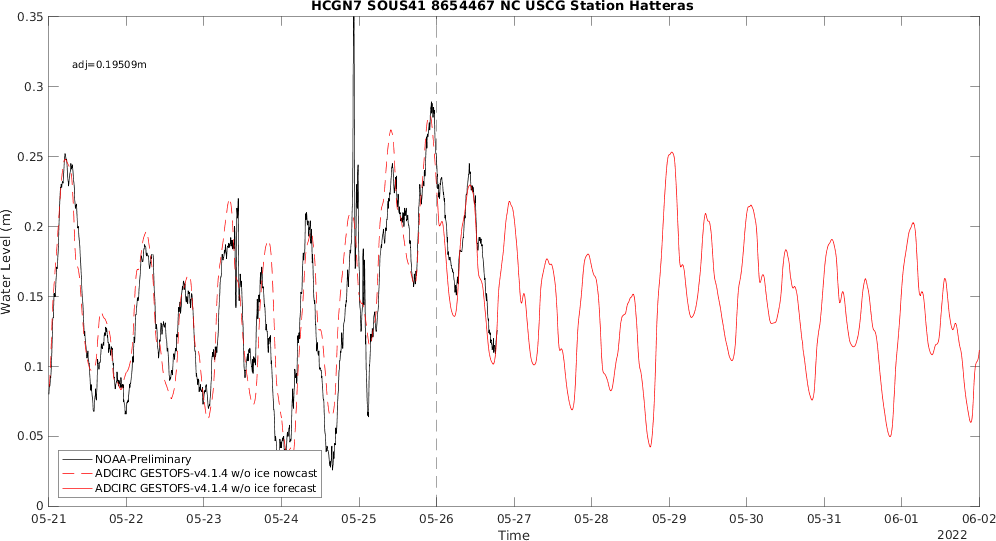 HCGN7 SOUS41 8654467 NC USCG Station Hatteras
0.35
adj=0.19509m
0.3
0.25
0.2
0.15
0.1
0.05
0
Water Level (m)
NOAA-Preliminary
ADCIRC GESTOFS-v4.1.4 w/o ice nowcast
ADCIRC GESTOFS-v4.1.4 w/o ice forecast
05-21 05-22 05-23 05-24 05-25 05-26 05-27 05-28 05-29 05-30 05-31 06-01 06-02
Time
2022